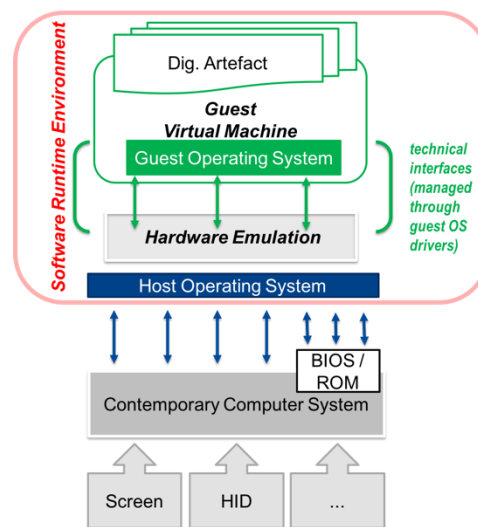 Software Runtime Environment
Dig. Artefact
Guest
Virtual Machine
Guest Operating System
technical
interfaces
(managed
through
guest OS
drivers)
Hardware Emulation
Host Operating System
BIOS /
ROM
Contemporary Computer System
Screen
HID
...